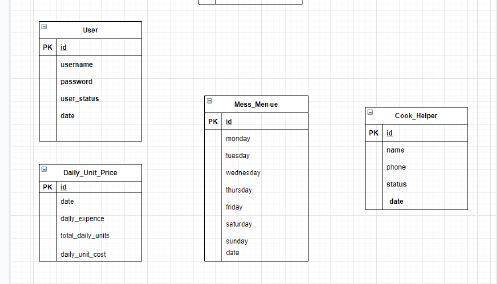 User
PK id
username
password
user_status
date
Daily_Unit_Price
PK id
date
daily_expence
total_daily_units
daily_unit_cost
Mess_Menue
PK id
monday
tuesday
wednesday
thursday
friday
saturday
sunday
date
Cook_Helper
PK id
name
phone
status
date